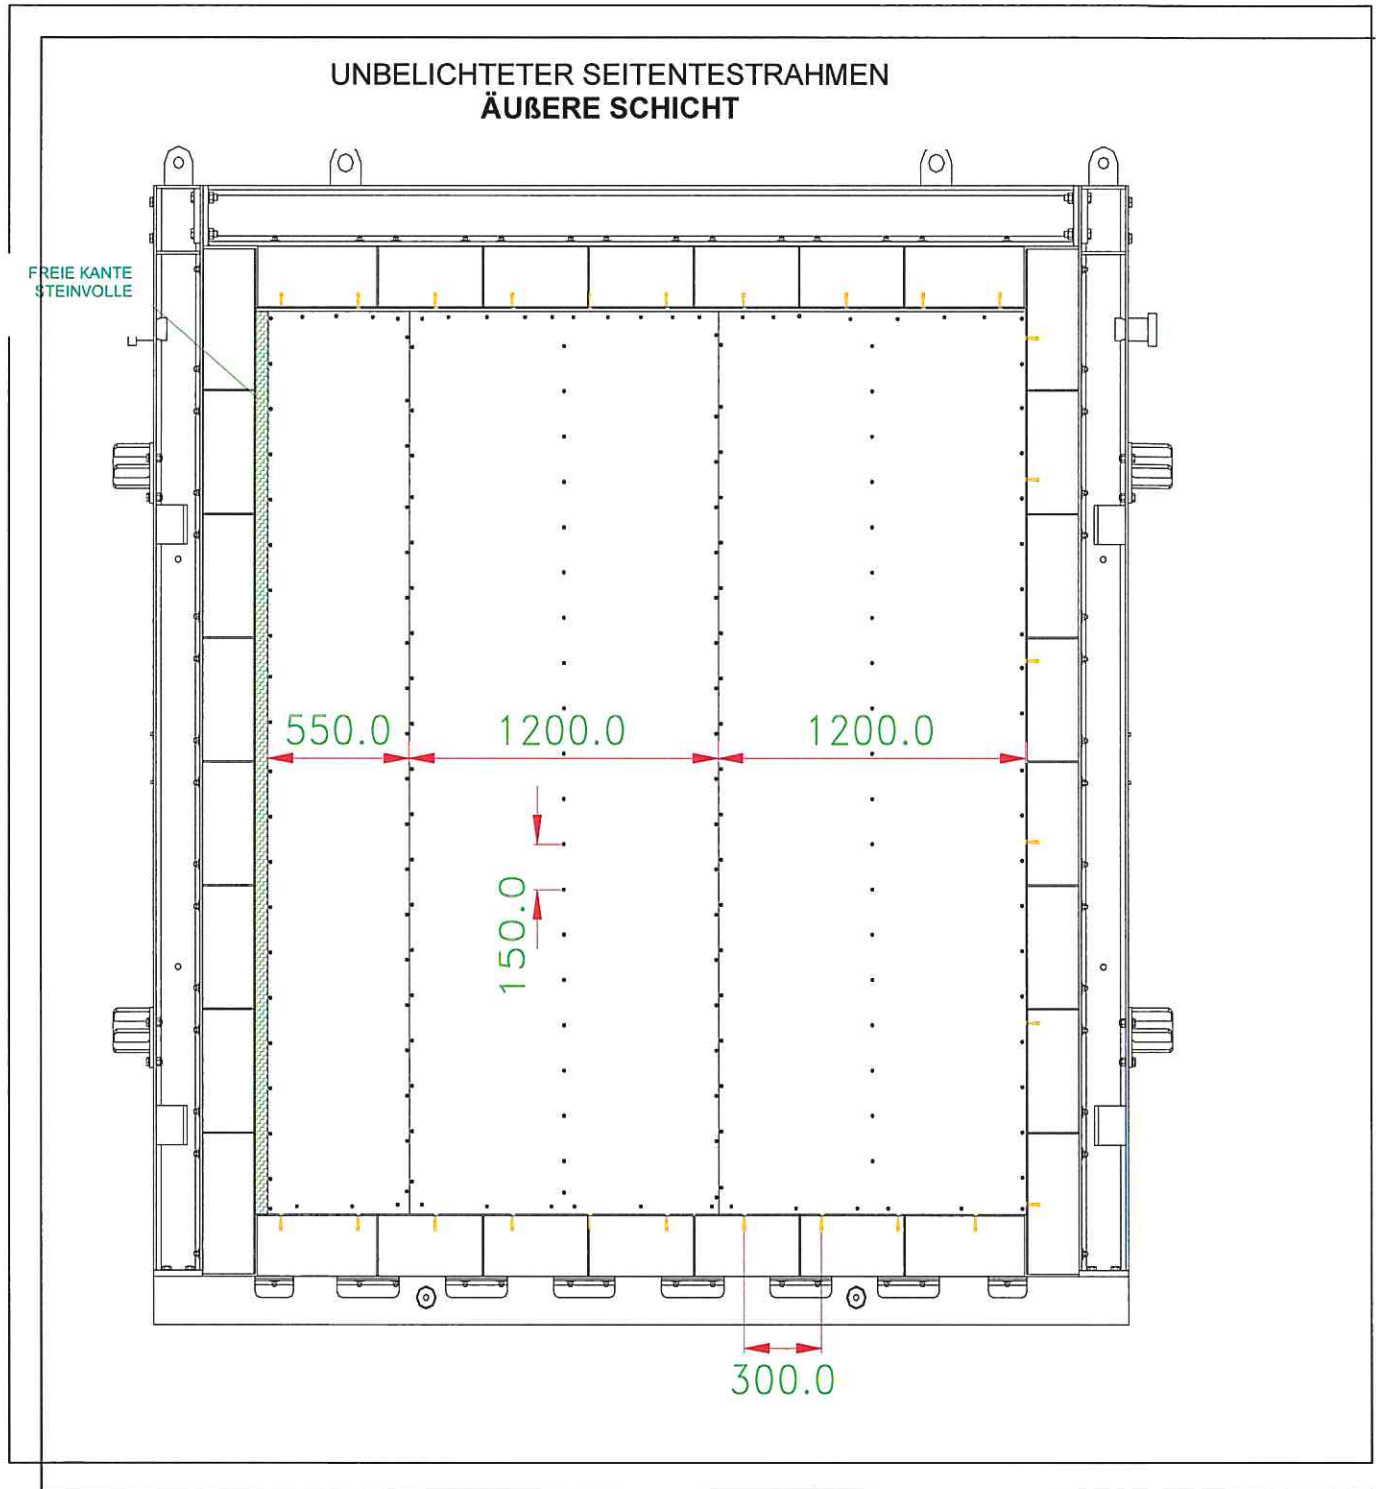 UNBELICHTETER SEITENTESTRAHMEN
ÄUßERE SCHICHT
FREIE KANTE
STEINVOLLE
550.0
1200.0
1200.0
150.0
300.0